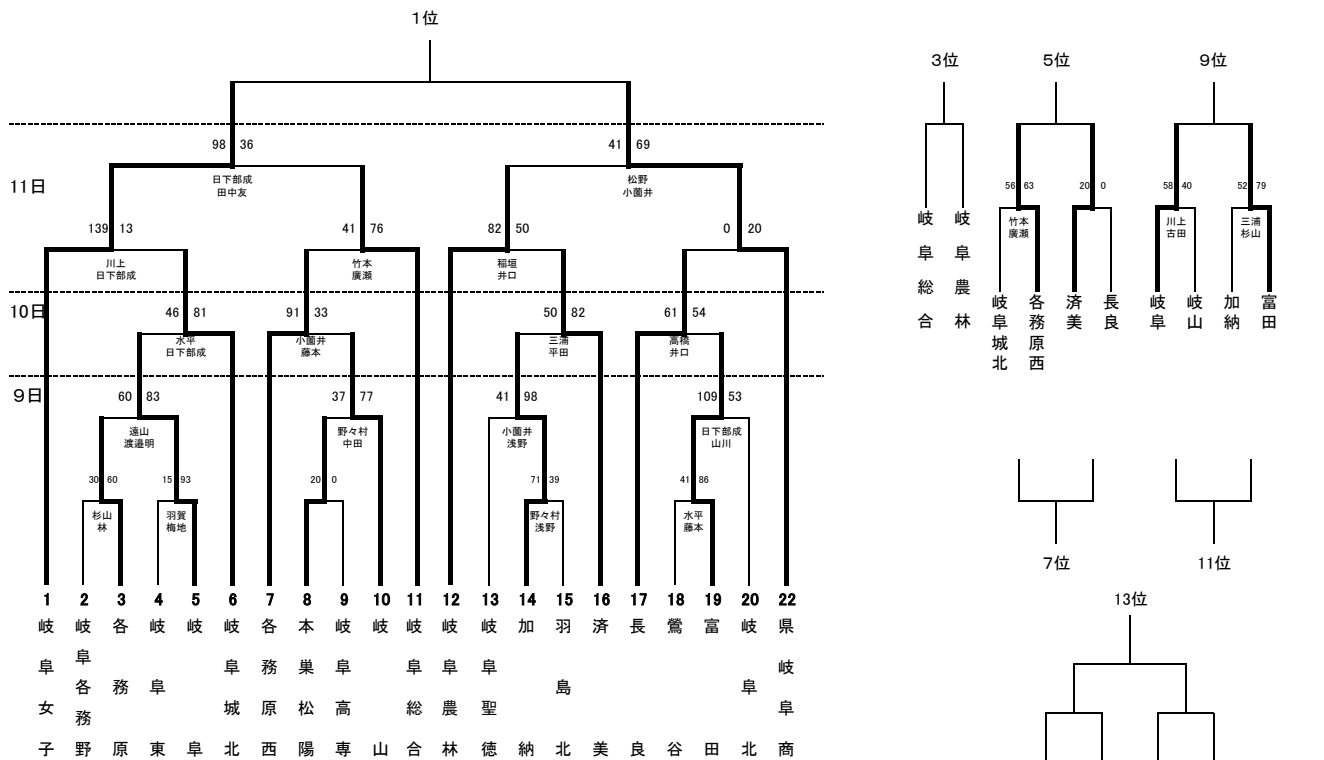 1位
3位
5位
9位
98 36
41 69
日下部成
田中友
松野
小薗井
11日
56 63
20 0
58 40
52 79
139 13
41 76
82 50
0 20
竹本
廣瀬
川上
古田
三浦
杉山
岐阜総合
岐阜農林
川上
日下部成
竹本
廣瀬
稲垣
井口
岐阜城北
各務原西
済美
長良
岐阜
岐山
加納
富田
10日
46 81
91 33
50 82
61 54
水平
日下部成
小薗井
藤本
三浦
平田
高橋
井口
9日
60 83
37 77
41 98
109 53
遠山
渡邉明
野々村
中田
小薗井
浅野
日下部成
山川
30 60
15 93
20 0
71 39
41 86
杉山
林
羽賀
梅地
野々村
浅野
水平
藤本
7位
11位
13位
1 岐阜女子
2 岐阜各務野
3 各務原
4 岐阜東
5 岐阜
6 岐阜城北
7 各務原西
8 本巣松陽
9 岐阜高専
10 岐山
11 岐阜総合
12 岐阜農林
13 岐阜聖徳
14 加納
15 羽島北
16 済美
17 長良
18 鶯谷
19 富田
20 岐阜北
22 県岐阜商